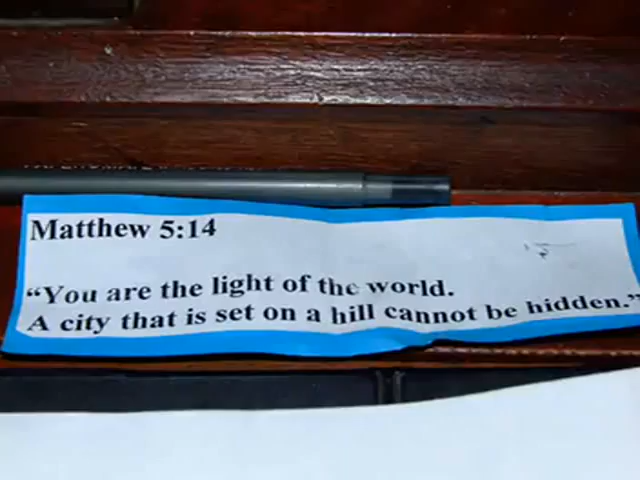 Matthew 5:14
“You are the light of the world.
A city that is set on a hill cannot be hidden.”